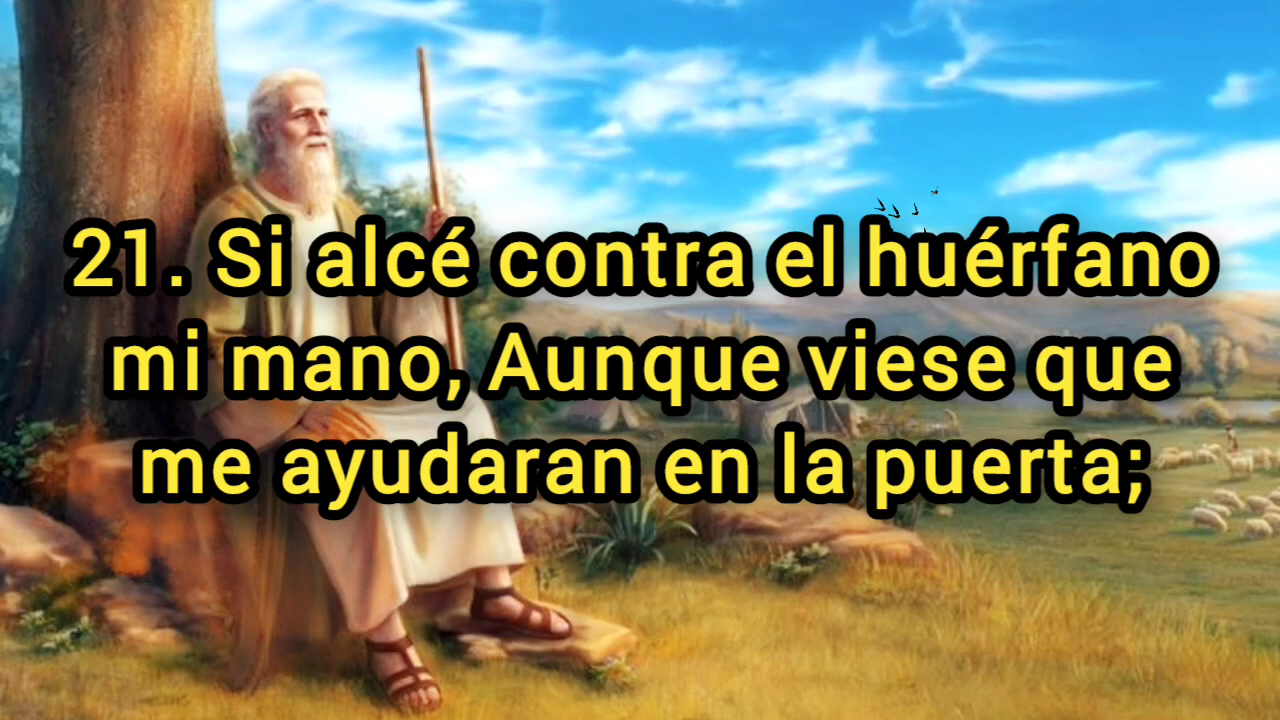 21. Si alcé contra el huérfano
mi mano, Aunque viese que
me ayudaran en la puerta;